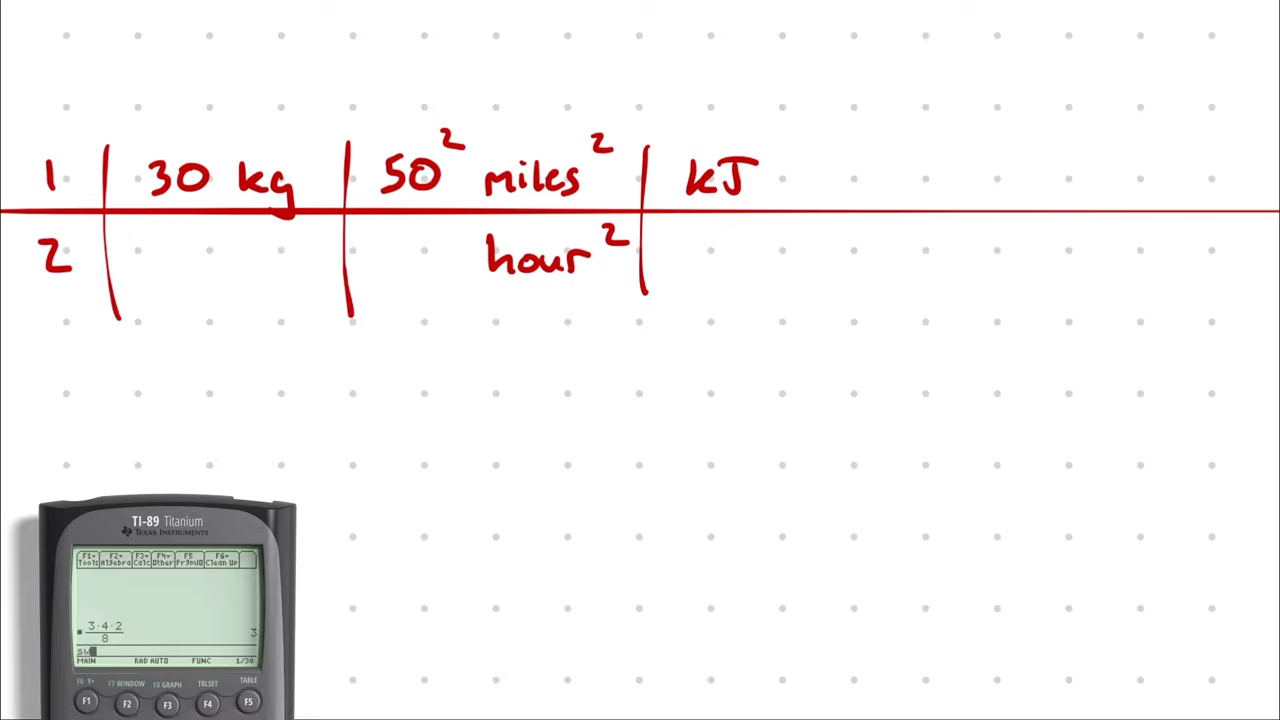 1 | 30 kg | 50² miles² | kJ
2 | | hour² |
TI-89 Titanium
TEXAS INSTRUMENTS
F1 F2 F3 F4 F5 F6
Tools Algebra Calc Other PrgmIO Clean Up
3·4·2
8
3
MAIN RAD AUTO FUNC 1/30
F6 Y= F7 WINDOW F8 GRAPH TBLSET TABLE
F1 F2 F3 F4 F5